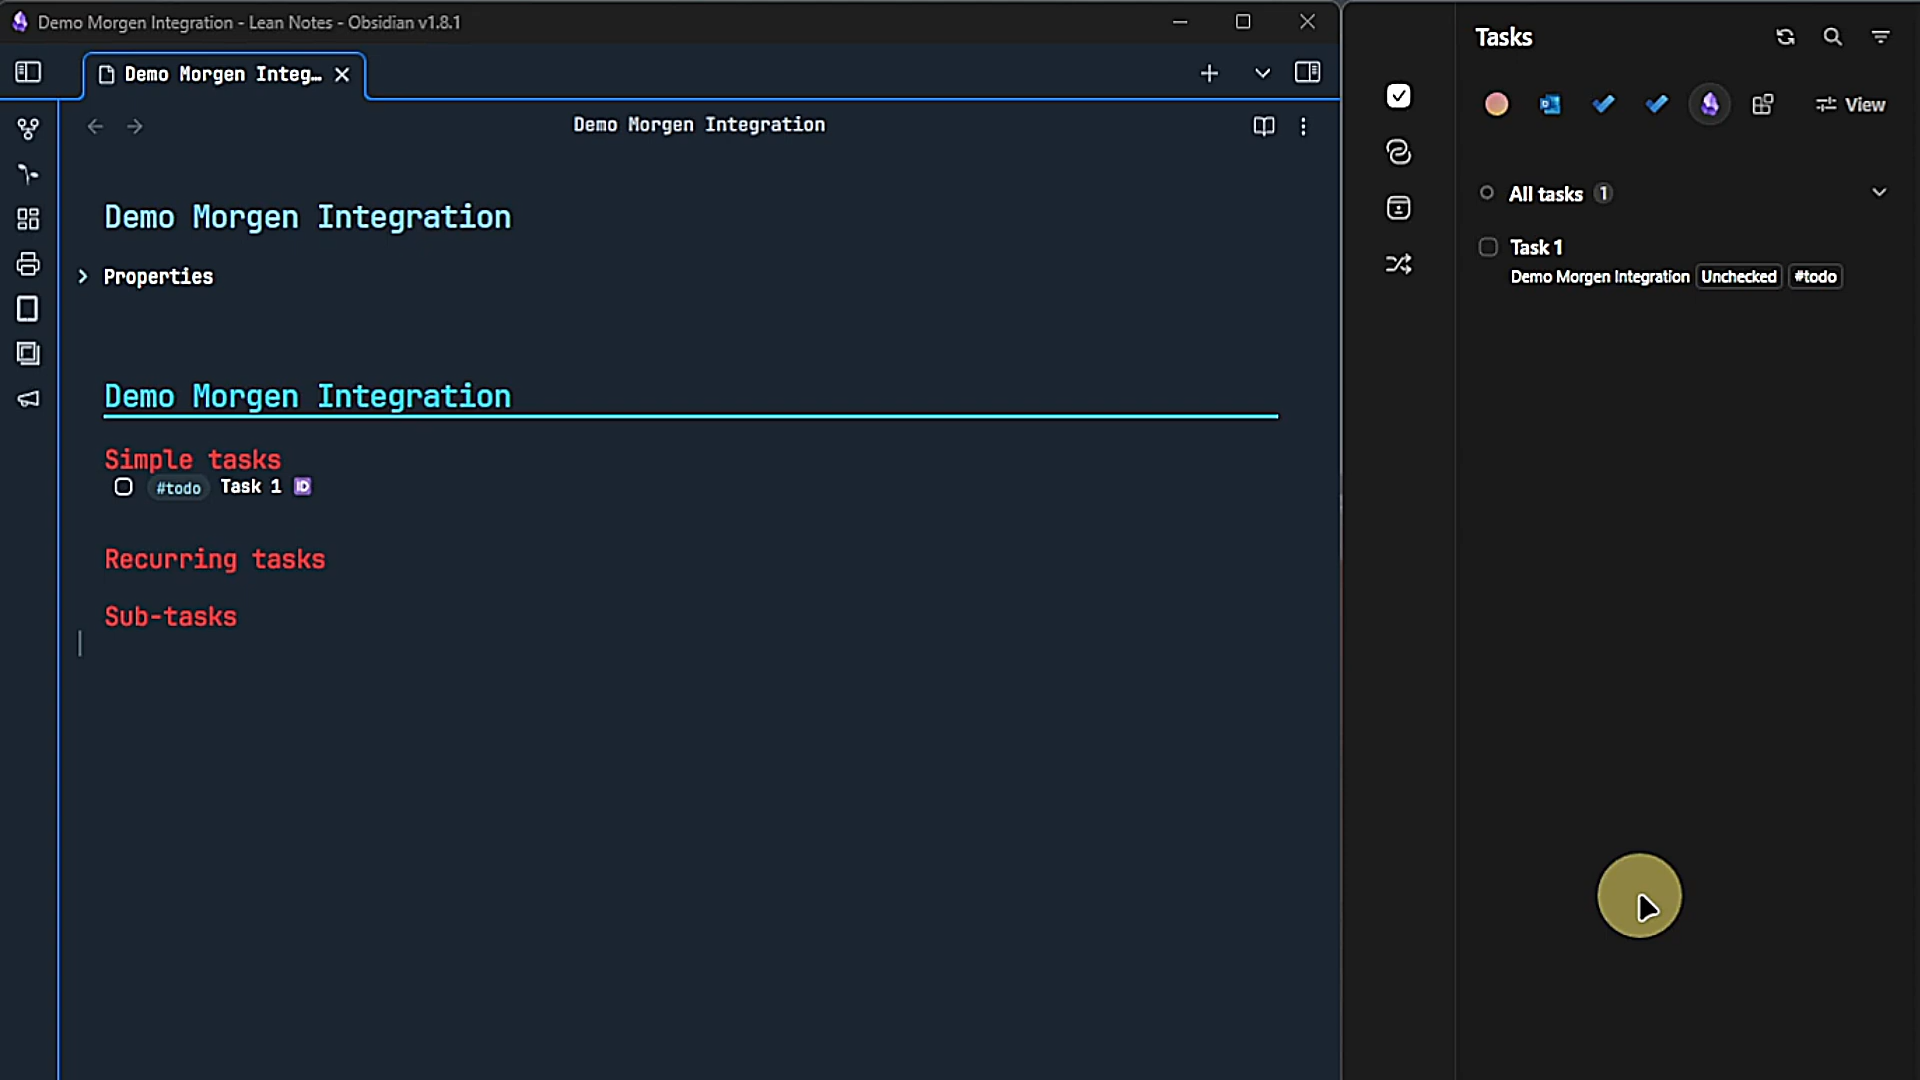 Demo Morgen Integration - Lean Notes - Obsidian v1.8.1
Demo Morgen Integ…
Demo Morgen Integration
Demo Morgen Integration
Properties
Demo Morgen Integration
Simple tasks
#todo Task 1 🆔
Recurring tasks
Sub-tasks
Tasks
View
All tasks 1
Task 1
Demo Morgen Integration Unchecked #todo